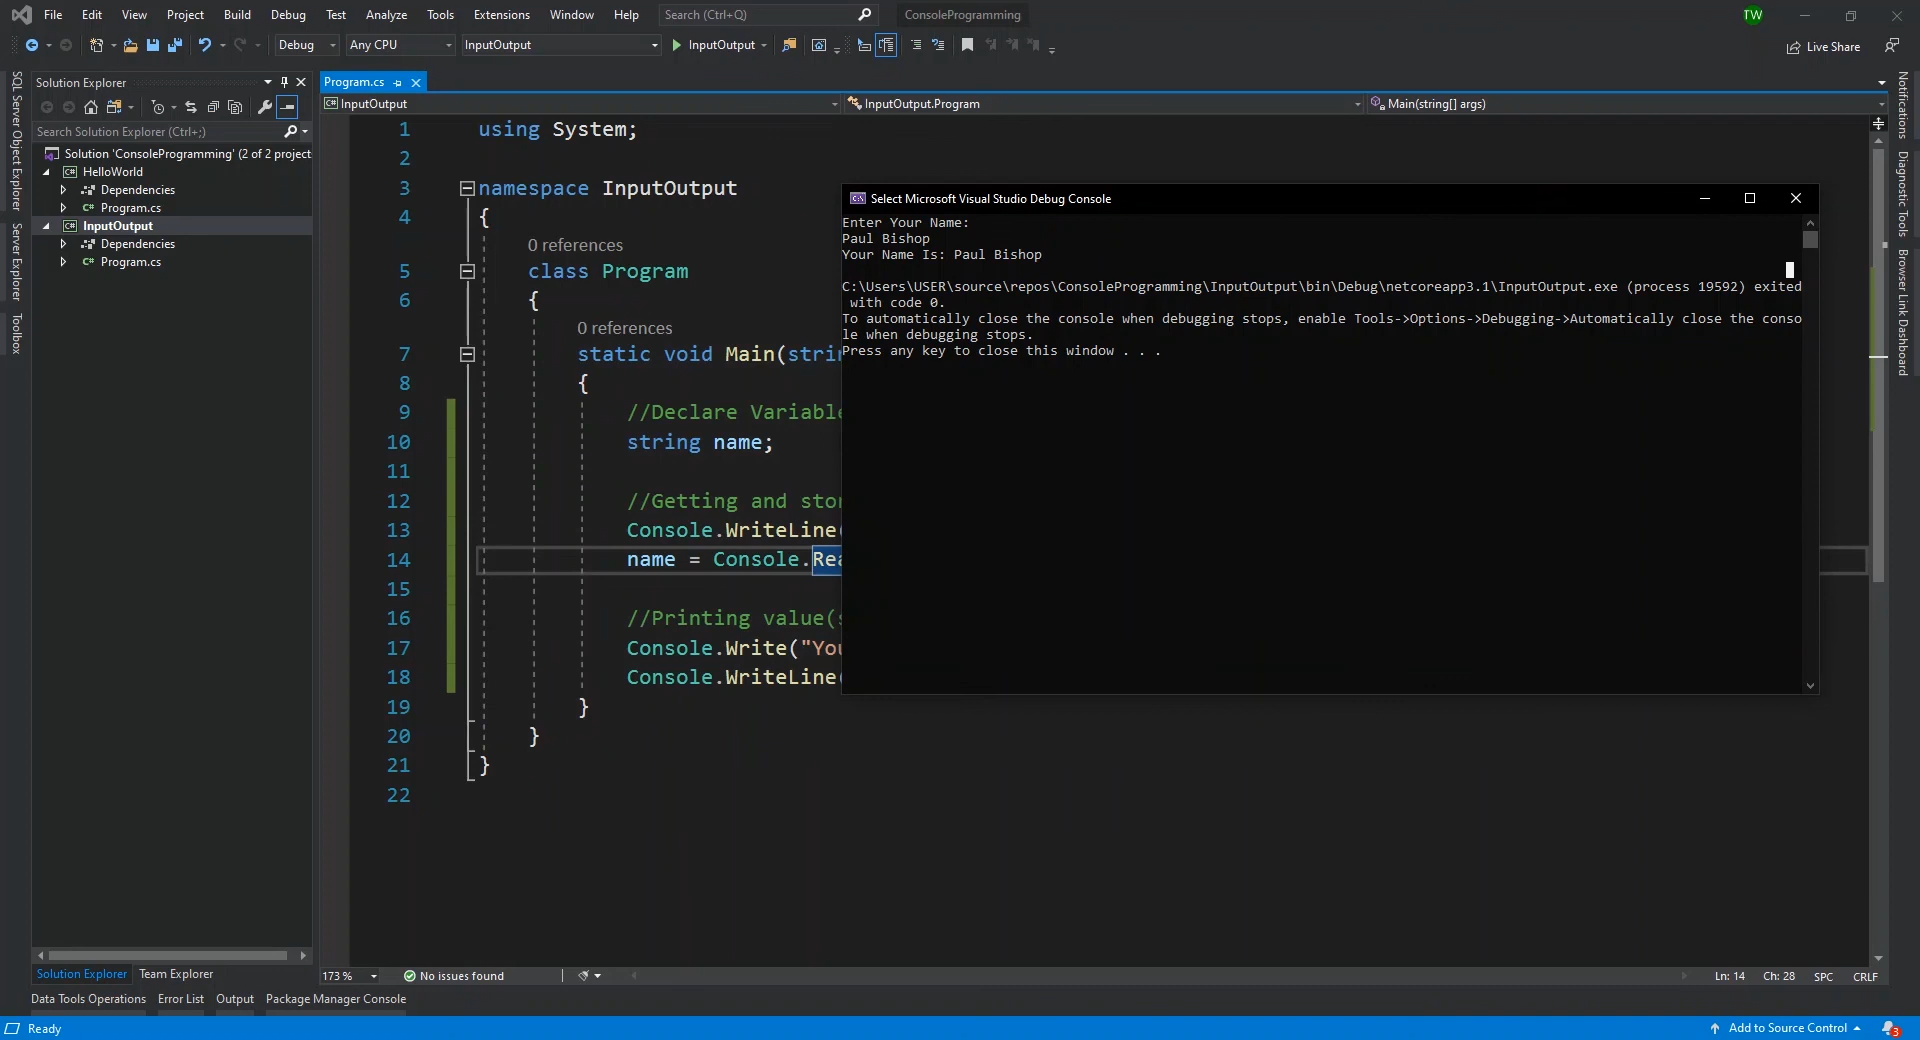 File Edit View Project Build Debug Test Analyze Tools Extensions Window Help Search (Ctrl+Q) ConsoleProgramming TW
Debug Any CPU InputOutput InputOutput Live Share
SQL Server Object Explorer
Server Explorer
Toolbox
Solution Explorer
Search Solution Explorer (Ctrl+;)
Solution 'ConsoleProgramming' (2 of 2 project
HelloWorld
Dependencies
C# Program.cs
InputOutput
Dependencies
C# Program.cs
Solution Explorer Team Explorer
Program.cs
C# InputOutput InputOutput.Program Main(string[] args)
1 using System;
2
3 namespace InputOutput
4 {
0 references
5 class Program
6 {
0 references
7 static void Main(strin
8 {
9 //Declare Variable
10 string name;
11
12 //Getting and stor
13 Console.WriteLine(
14 name = Console.Rea
15
16 //Printing value(s
17 Console.Write("You
18 Console.WriteLine(
19 }
20 }
21 }
22
Select Microsoft Visual Studio Debug Console
Enter Your Name:
Paul Bishop
Your Name Is: Paul Bishop
C:\Users\USER\source\repos\ConsoleProgramming\InputOutput\bin\Debug\netcoreapp3.1\InputOutput.exe (process 19592) exited
with code 0.
To automatically close the console when debugging stops, enable Tools->Options->Debugging->Automatically close the conso
le when debugging stops.
Press any key to close this window . . .
Notifications
Diagnostic Tools
Browser Link Dashboard
173 % No issues found Ln: 14 Ch: 28 SPC CRLF
Data Tools Operations Error List Output Package Manager Console
Ready Add to Source Control 3